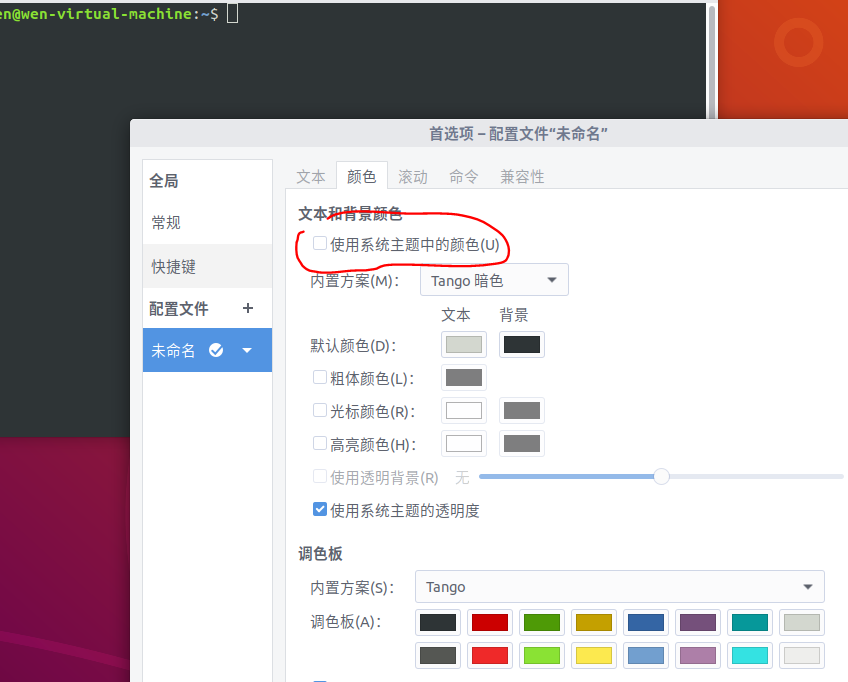 en@wen-virtual-machine:~$
首选项 – 配置文件“未命名”
全局
常规
快捷键
配置文件 +
未命名
文本 颜色 滚动 命令 兼容性
文本和背景颜色
使用系统主题中的颜色(U)
内置方案(M)： Tango 暗色
文本 背景
默认颜色(D)：
粗体颜色(L)：
光标颜色(R)：
高亮颜色(H)：
使用透明背景(R) 无
使用系统主题的透明度
调色板
内置方案(S)： Tango
调色板(A)：